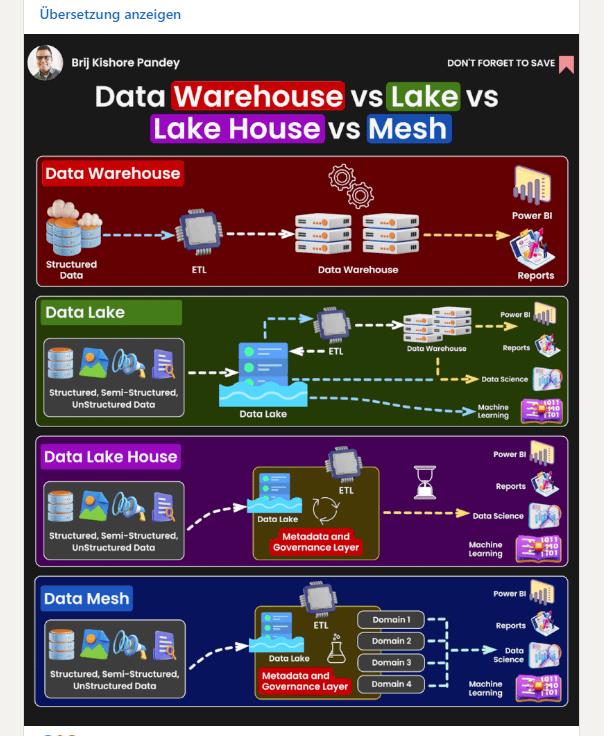 Übersetzung anzeigen
Brij Kishore Pandey
DON'T FORGET TO SAVE
Data Warehouse vs Lake vs
Lake House vs Mesh
Data Warehouse
Structured
Data
ETL
Data Warehouse
Power BI
Reports
Data Lake
Structured, Semi-Structured,
UnStructured Data
Data Lake
ETL
Data Warehouse
Power BI
Reports
Data Science
Machine
Learning
Data Lake House
Structured, Semi-Structured,
UnStructured Data
Data Lake
ETL
Metadata and
Governance Layer
Power BI
Reports
Data Science
Machine
Learning
Data Mesh
Structured, Semi-Structured,
UnStructured Data
Data Lake
ETL
Metadata and
Governance Layer
Domain 1
Domain 2
Domain 3
Domain 4
Power BI
Reports
Data
Science
Machine
Learning